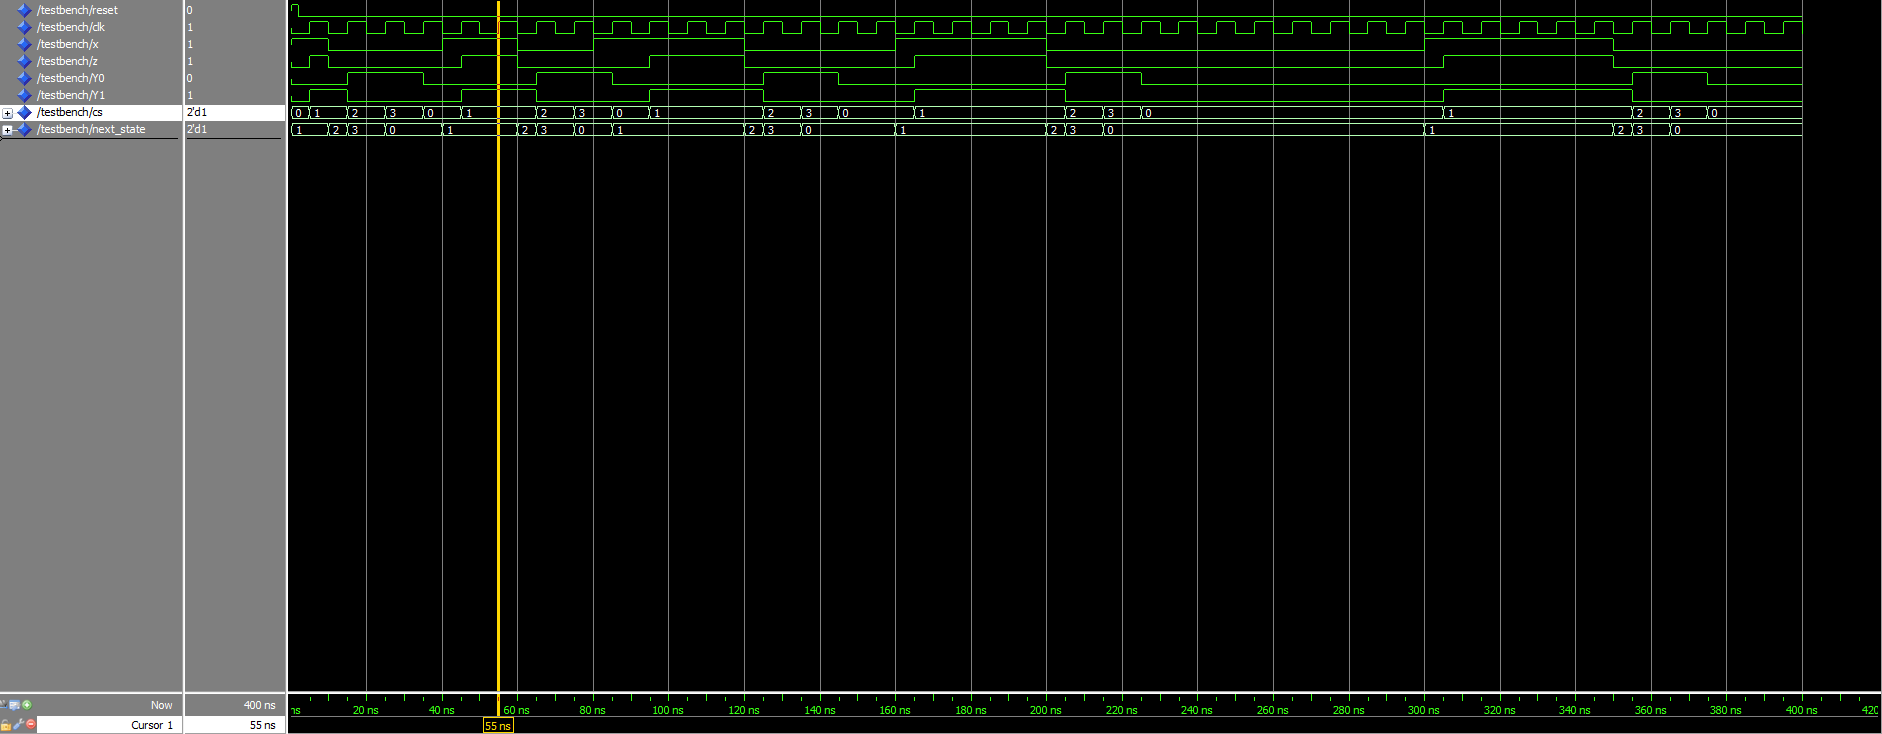 /testbench/reset 0
/testbench/clk 1
/testbench/x 1
/testbench/z 1
/testbench/Y0 0
/testbench/Y1 1
/testbench/cs 2'd1 0 1 2 3 0 1 2 3 0 1 2 3 0 1 2 3 0 1 2 3 0
/testbench/next_state 2'd1 1 2 3 0 1 2 3 0 1 2 3 0 1 2 3 0 1 2 3 0
Now 400 ns ns 20 ns 40 ns 60 ns 80 ns 100 ns 120 ns 140 ns 160 ns 180 ns 200 ns 220 ns 240 ns 260 ns 280 ns 300 ns 320 ns 340 ns 360 ns 380 ns 400 ns 420
Cursor 1 55 ns 55 ns